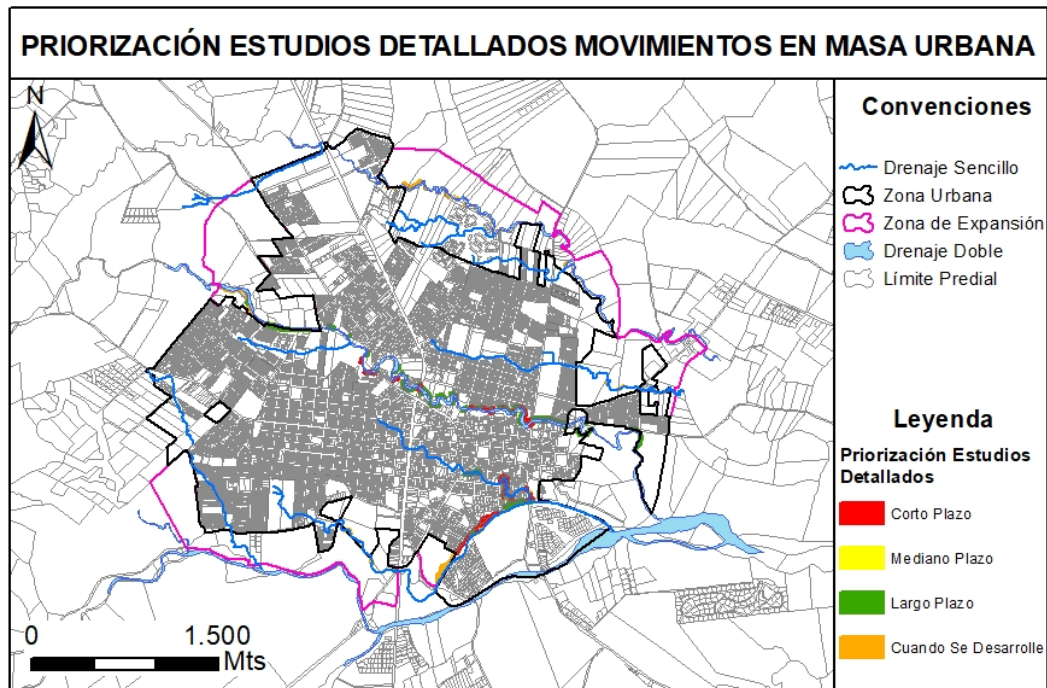 PRIORIZACIÓN ESTUDIOS DETALLADOS MOVIMIENTOS EN MASA URBANA
N
0
1.500
Mts
Convenciones
Drenaje Sencillo
Zona Urbana
Zona de Expansión
Drenaje Doble
Límite Predial
Leyenda
Priorización Estudios
Detallados
Corto Plazo
Mediano Plazo
Largo Plazo
Cuando Se Desarrolle